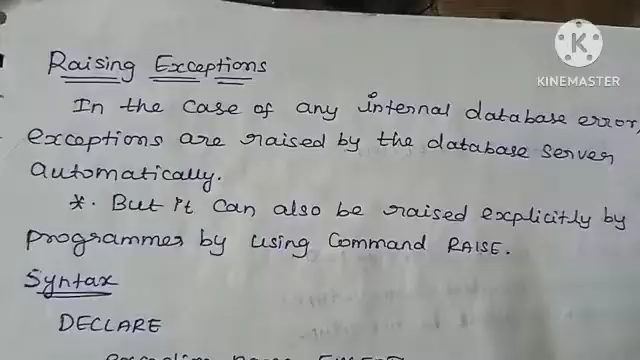 Raising Exceptions
In the case of any internal database error,
exceptions are raised by the database server
automatically.
*. But it can also be raised explicitly by
programmer by using Command RAISE.
Syntax
DECLARE
K
KINEMASTER